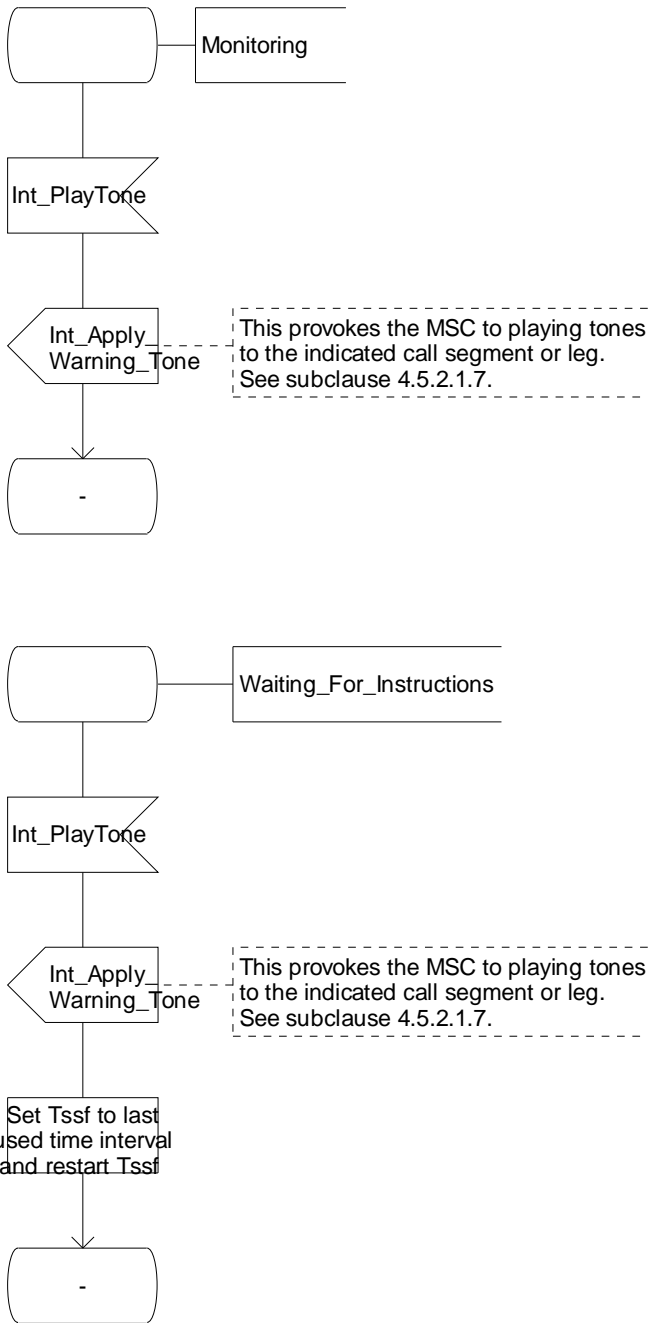 Monitoring
Int_PlayTone
Int_Apply_
Warning_Tone
This provokes the MSC to playing tones
to the indicated call segment or leg.
See subclause 4.5.2.1.7.
-
Waiting_For_Instructions
Int_PlayTone
Int_Apply_
Warning_Tone
This provokes the MSC to playing tones
to the indicated call segment or leg.
See subclause 4.5.2.1.7.
Set Tssf to last
used time interval
and restart Tssf
-